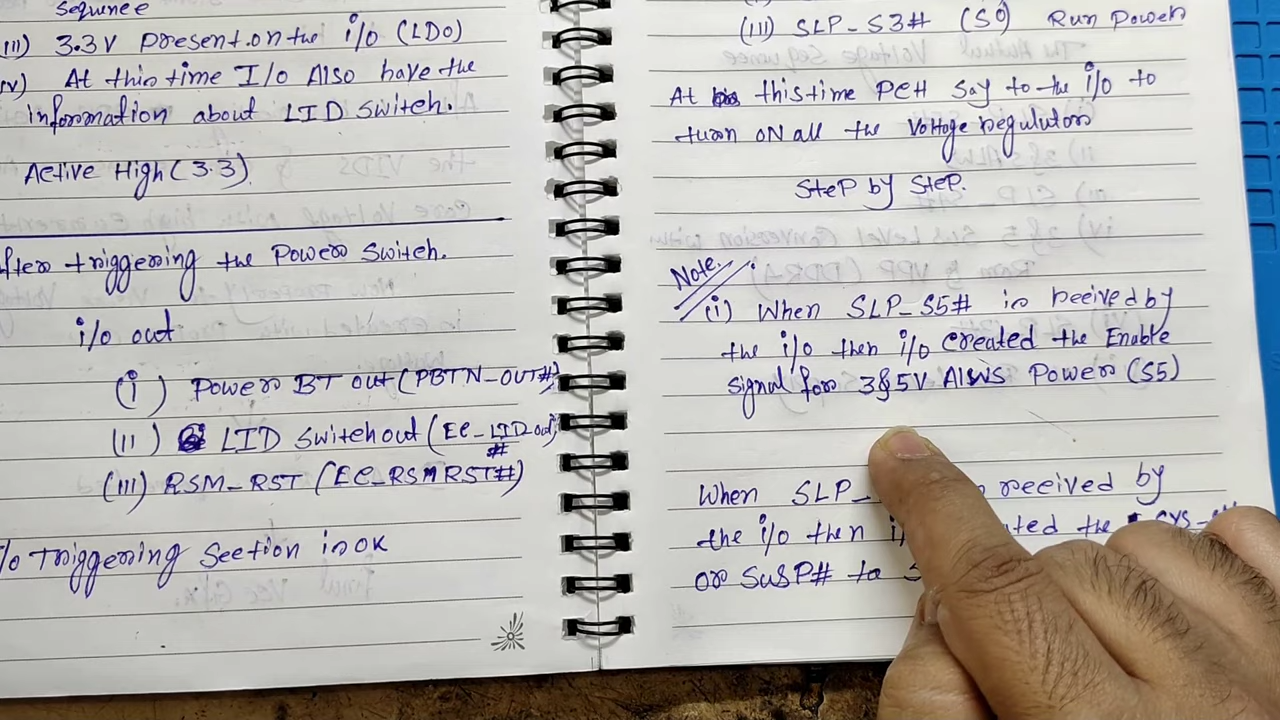 Sequence
(III) 3.3V Present on the i/o (LDO)
IV) At this time I/o Also have the
information about LID Switch.
Active High (3.3)
After triggering the Power Switch.
i/o out
(i) Power BT out (PBTN_OUT#)
(II) LID Switch out (EC_LID out
#
(III) RSM_RST (EC_RSMRST#)
I/o Triggering Section is ok
(III) SLP_S3# (S0) Run Power
At this time PCH Say to the i/o to
turn oN all the Voltage regulutor
SteP by SteP.
Note
(i) When SLP_S5# is received by
the i/o then i/o created the Enable
signal for 3&5V Alws Power (S5)
When SLP_ received by
the i/o then the
or SuSP# to